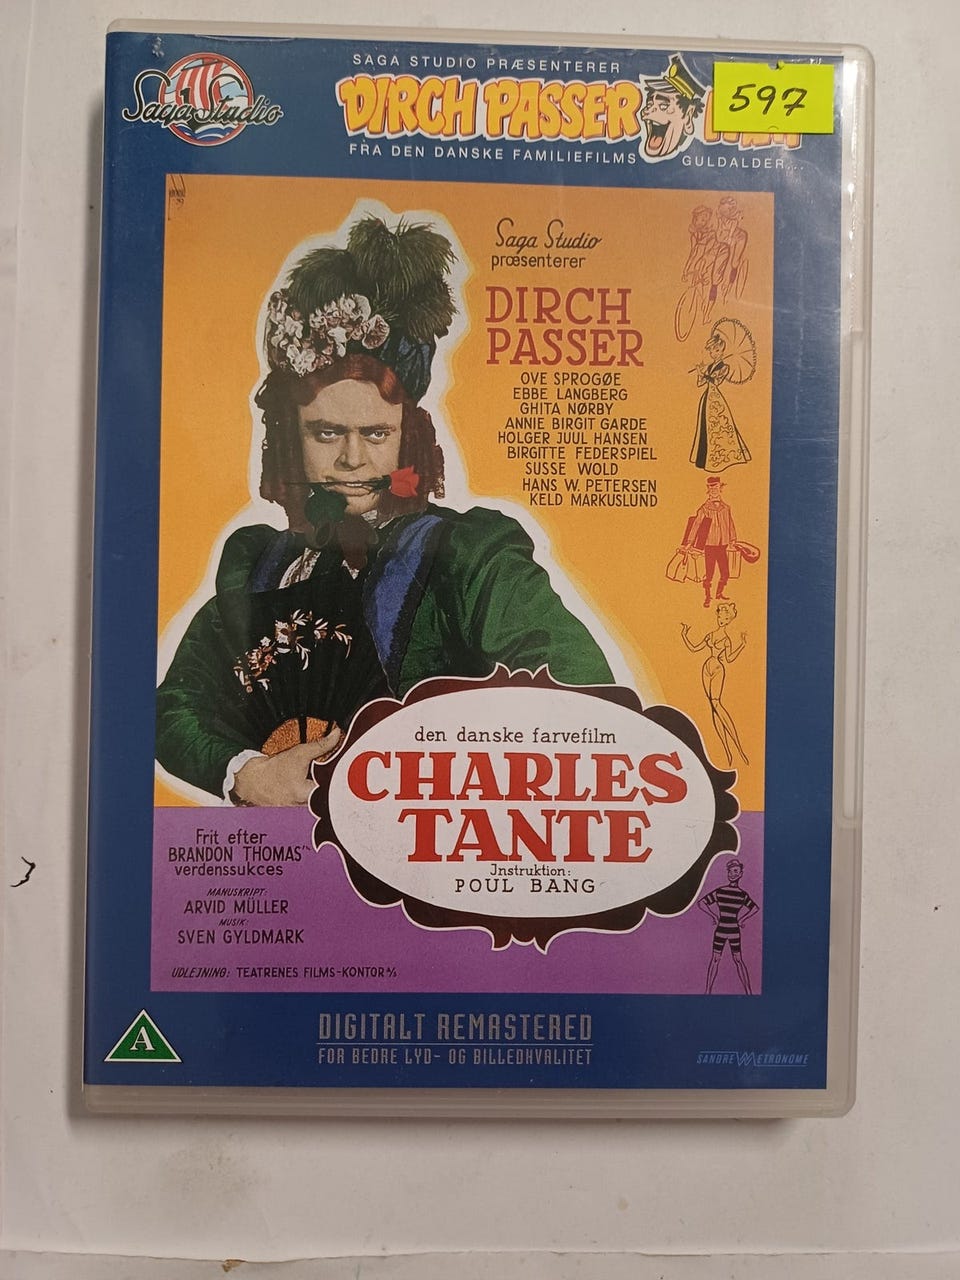 Saga Studio
SAGA STUDIO PRÆSENTERER
DIRCH PASSER
597
FRA DEN DANSKE FAMILIEFILMS GULDALDER...
Saga Studio
præsenterer
DIRCH
PASSER
OVE SPROGØE
EBBE LANGBERG
GHITA NØRBY
ANNIE BIRGIT GARDE
HOLGER JUUL HANSEN
BIRGITTE FEDERSPIEL
SUSSE WOLD
HANS W. PETERSEN
KELD MARKUSLUND
den danske farvefilm
CHARLES
TANTE
Instruktion:
POUL BANG
Frit efter
BRANDON THOMAS'
verdenssukces
MANUSKRIPT:
ARVID MÜLLER
MUSIK:
SVEN GYLDMARK
UDLEJNING: TEATRENES FILMS-KONTOR A/S
A
DIGITALT REMASTERED
FOR BEDRE LYD- OG BILLEDKVALITET
SANDREW METRONOME